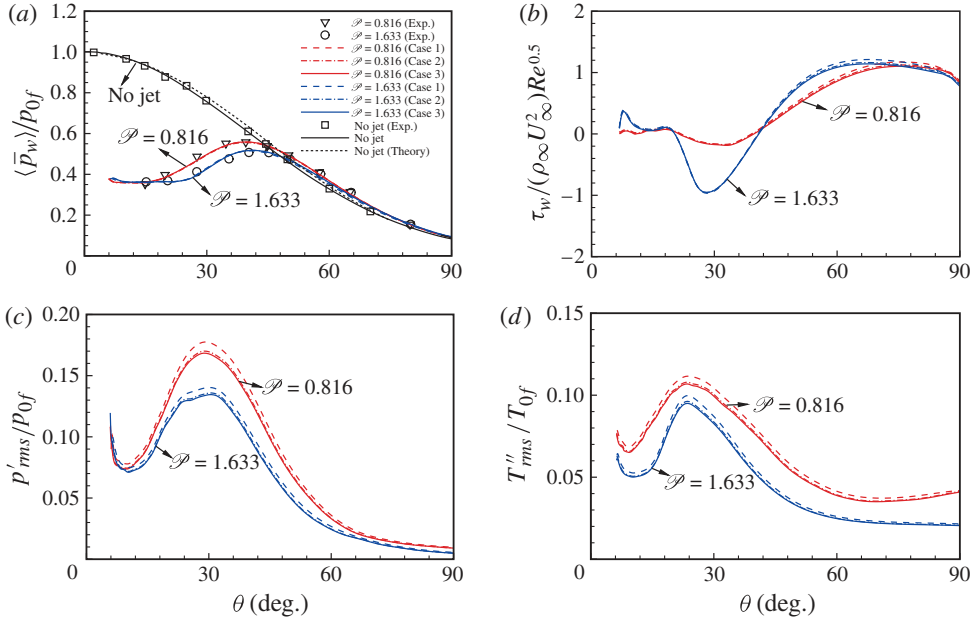 (a)
⟨p̄w⟩/p0f
1.0
0.8
0.6
0.4
0.2
0
30
60
90
No jet
𝒫 = 0.816
𝒫 = 1.633
𝒫 = 0.816 (Exp.)
𝒫 = 1.633 (Exp.)
𝒫 = 0.816 (Case 1)
𝒫 = 0.816 (Case 2)
𝒫 = 0.816 (Case 3)
𝒫 = 1.633 (Case 1)
𝒫 = 1.633 (Case 2)
𝒫 = 1.633 (Case 3)
No jet (Exp.)
No jet
No jet (Theory)
(b)
τw/(ρ∞U²∞)Re⁰·⁵
2
1
0
−1
−2
0
30
60
90
𝒫 = 0.816
𝒫 = 1.633
(c)
p′rms/p0f
0.20
0.15
0.10
0.05
0
30
60
90
𝒫 = 0.816
𝒫 = 1.633
θ (deg.)
(d)
T″rms/T0f
0.15
0.10
0.05
0
30
60
90
𝒫 = 0.816
𝒫 = 1.633
θ (deg.)